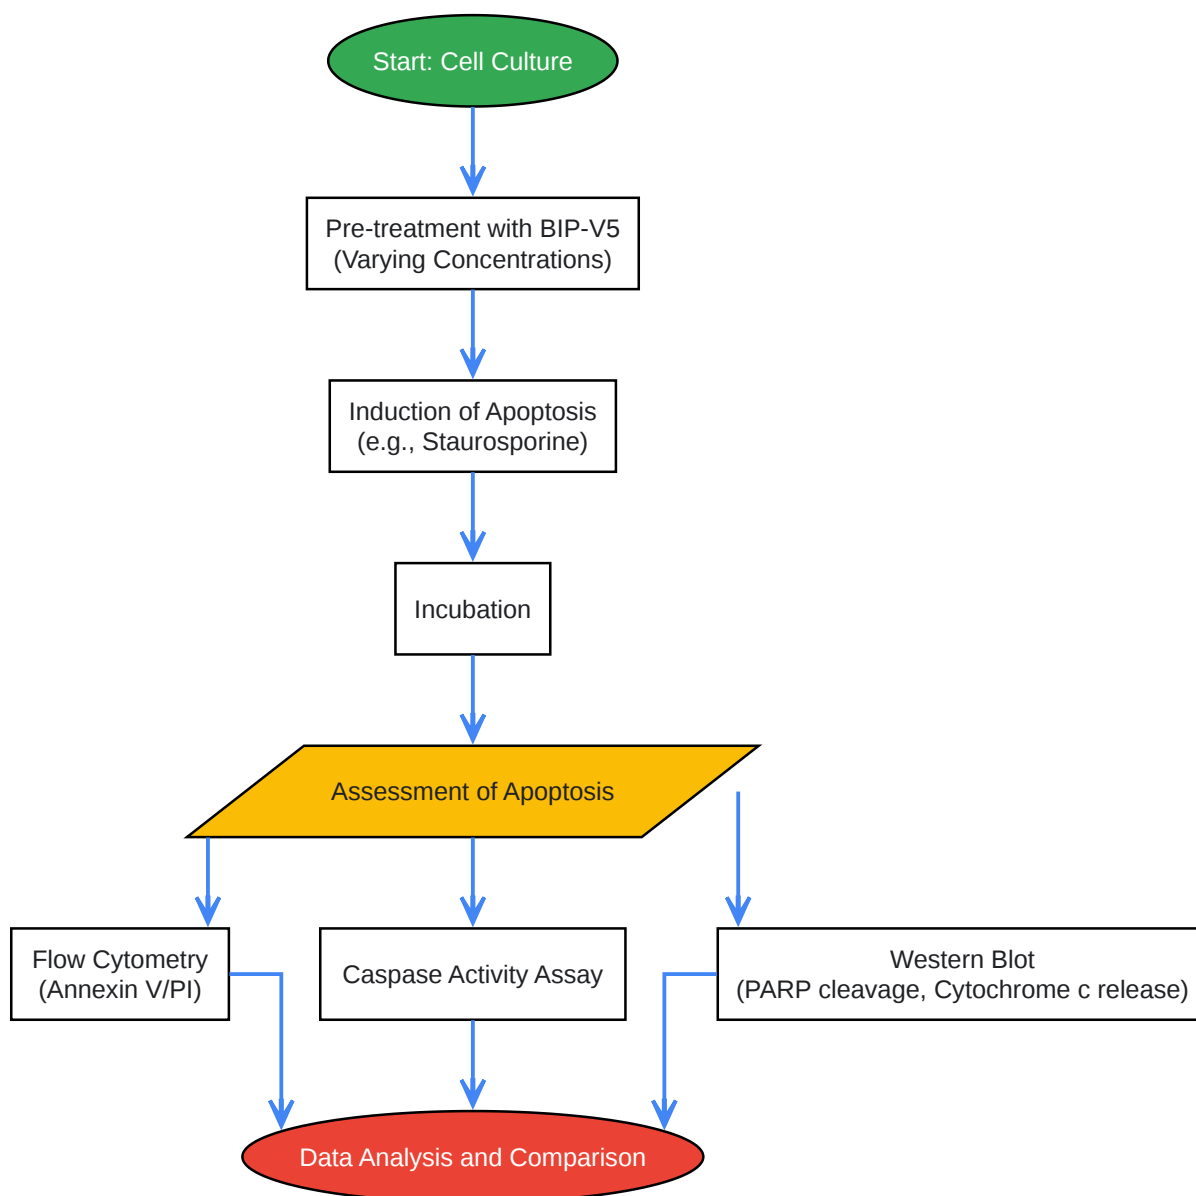 Start: Cell Culture
Pre-treatment with BIP-V5
(Varying Concentrations)
Induction of Apoptosis
(e.g., Staurosporine)
Incubation
Assessment of Apoptosis
Flow Cytometry
(Annexin V/PI)
Caspase Activity Assay
Western Blot
(PARP cleavage, Cytochrome c release)
Data Analysis and Comparison